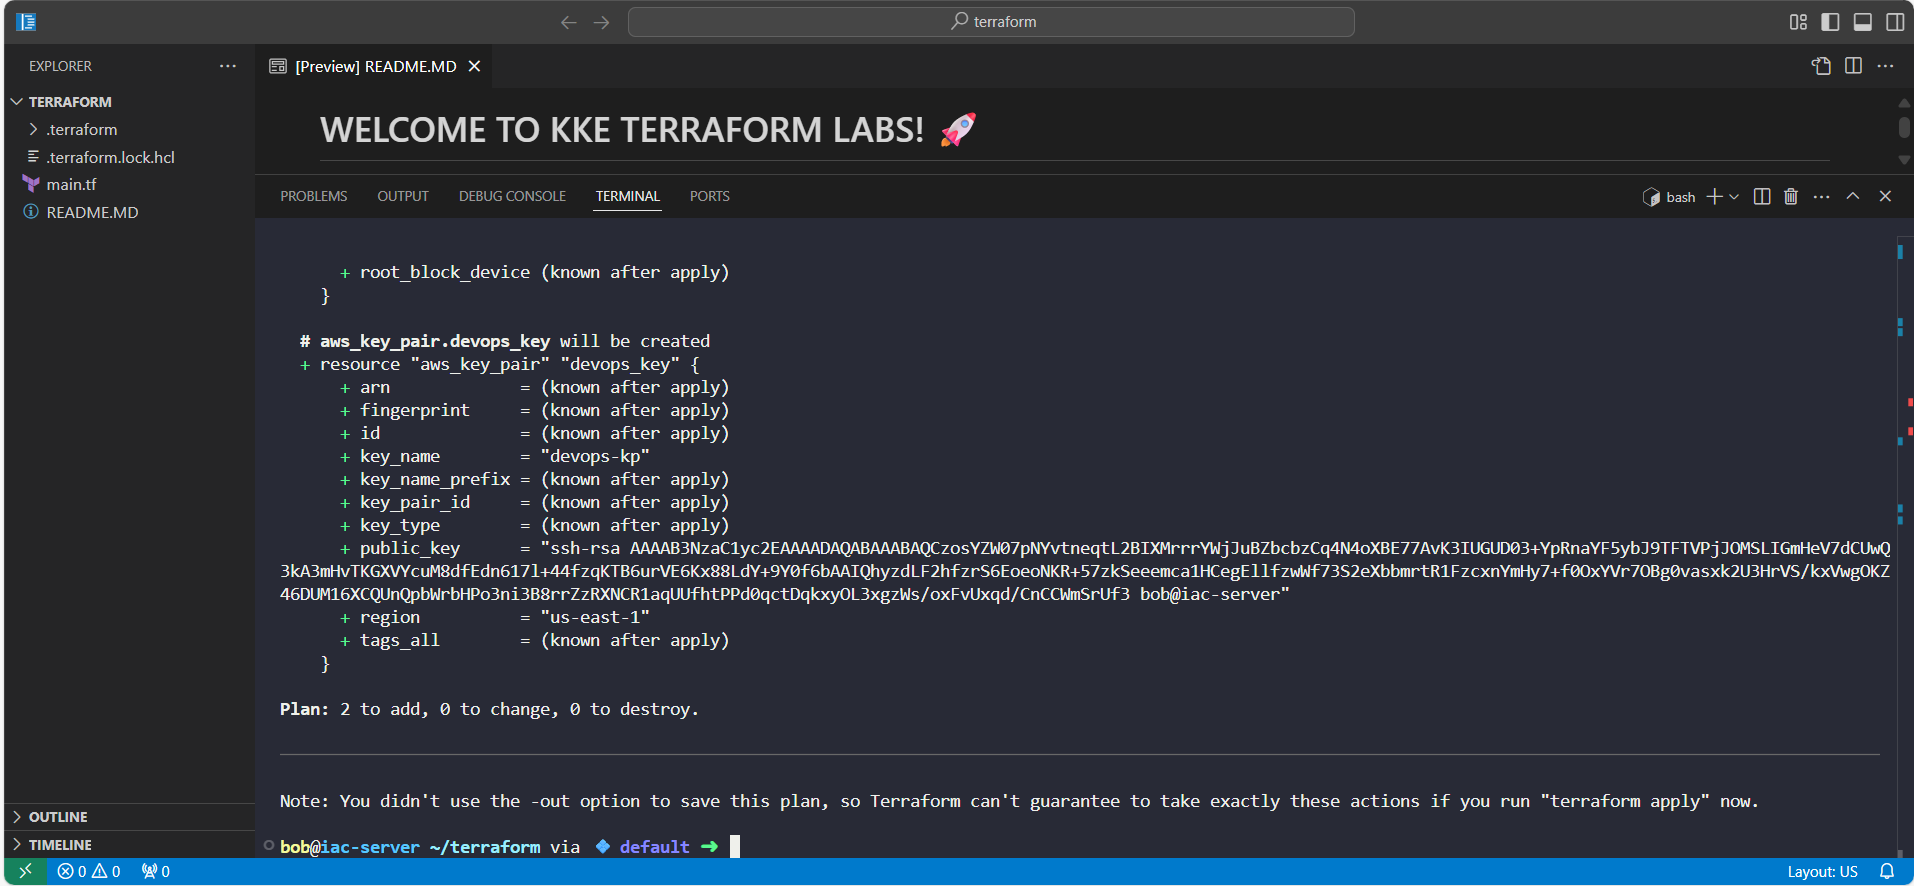 terraform
EXPLORER
[Preview] README.MD
TERRAFORM
.terraform
.terraform.lock.hcl
main.tf
README.MD
WELCOME TO KKE TERRAFORM LABS! 🚀
PROBLEMS OUTPUT DEBUG CONSOLE TERMINAL PORTS
bash
+ root_block_device (known after apply)
}
# aws_key_pair.devops_key will be created
+ resource "aws_key_pair" "devops_key" {
+ arn = (known after apply)
+ fingerprint = (known after apply)
+ id = (known after apply)
+ key_name = "devops-kp"
+ key_name_prefix = (known after apply)
+ key_pair_id = (known after apply)
+ key_type = (known after apply)
+ public_key = "ssh-rsa AAAAB3NzaC1yc2EAAAADAQABAAABAQCzosYZW07pNYvtneqtL2BIXMrrrYWjJuBZbcbzCq4N4oXBE77AvK3IUGUD03+YpRnaYF5ybJ9TFTVPjJOMSLIGmHeV7dCUwQ
3kA3mHvTKGXVYcuM8dfEdn617l+44fzqKTB6urVE6Kx88LdY+9Y0f6bAAIQhyzdLF2hfzrS6EoeoNKR+57zkSeeemca1HCegEllfzwWf73S2eXbbmrtR1FzcxnYmHy7+f0OxYVr7OBg0vasxk2U3HrVS/kxVwgOKZ
46DUM16XCQUnQpbWrbHPo3ni3B8rrZzRXNCR1aqUUfhtPPd0qctDqkxyOL3xgzWs/oxFvUxqd/CnCCWmSrUf3 bob@iac-server"
+ region = "us-east-1"
+ tags_all = (known after apply)
}
Plan: 2 to add, 0 to change, 0 to destroy.
Note: You didn't use the -out option to save this plan, so Terraform can't guarantee to take exactly these actions if you run "terraform apply" now.
bob@iac-server ~/terraform via 💠 default ➜
OUTLINE
TIMELINE
0 0 0
Layout: US